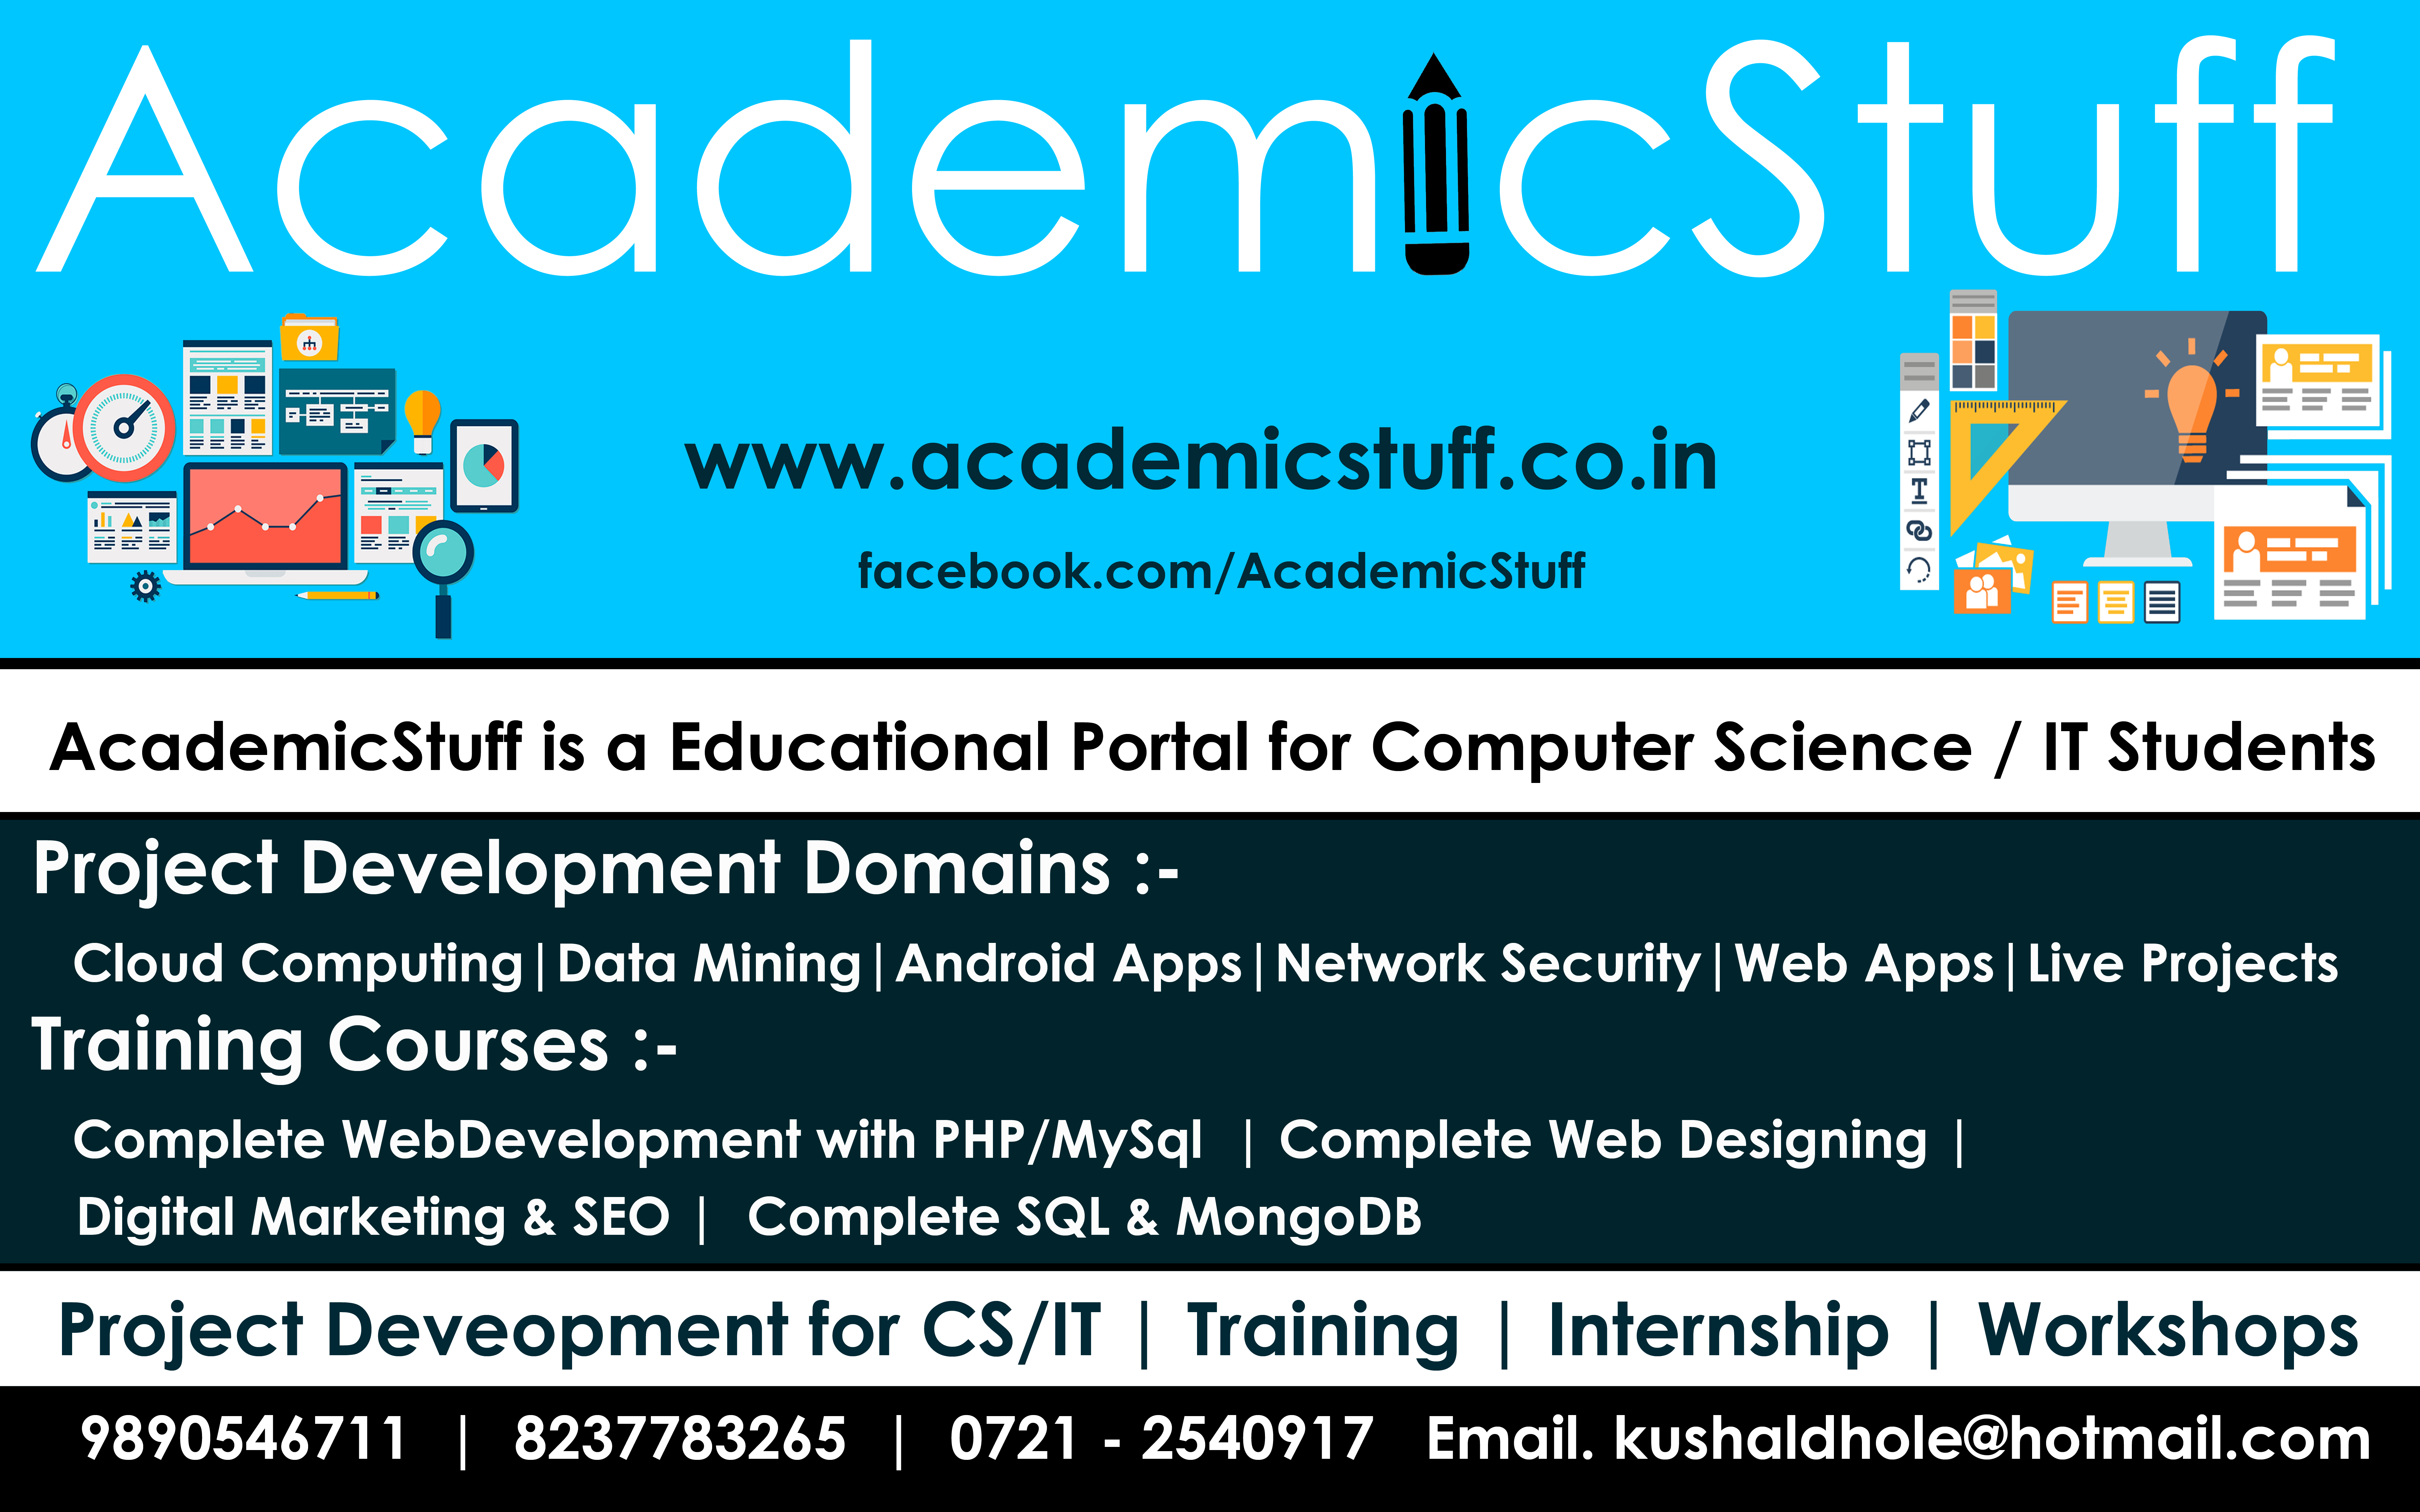 AcademicStuff
www.academicstuff.co.in
facebook.com/AcademicStuff
AcademicStuff is a Educational Portal for Computer Science / IT Students
Project Development Domains :-
Cloud Computing|Data Mining|Android Apps|Network Security|Web Apps|Live Projects
Training Courses :-
Complete WebDevelopment with PHP/MySql | Complete Web Designing |
Digital Marketing & SEO | Complete SQL & MongoDB
Project Deveopment for CS/IT | Training | Internship | Workshops
9890546711 | 8237783265 | 0721 - 2540917 Email. kushaldhole@hotmail.com